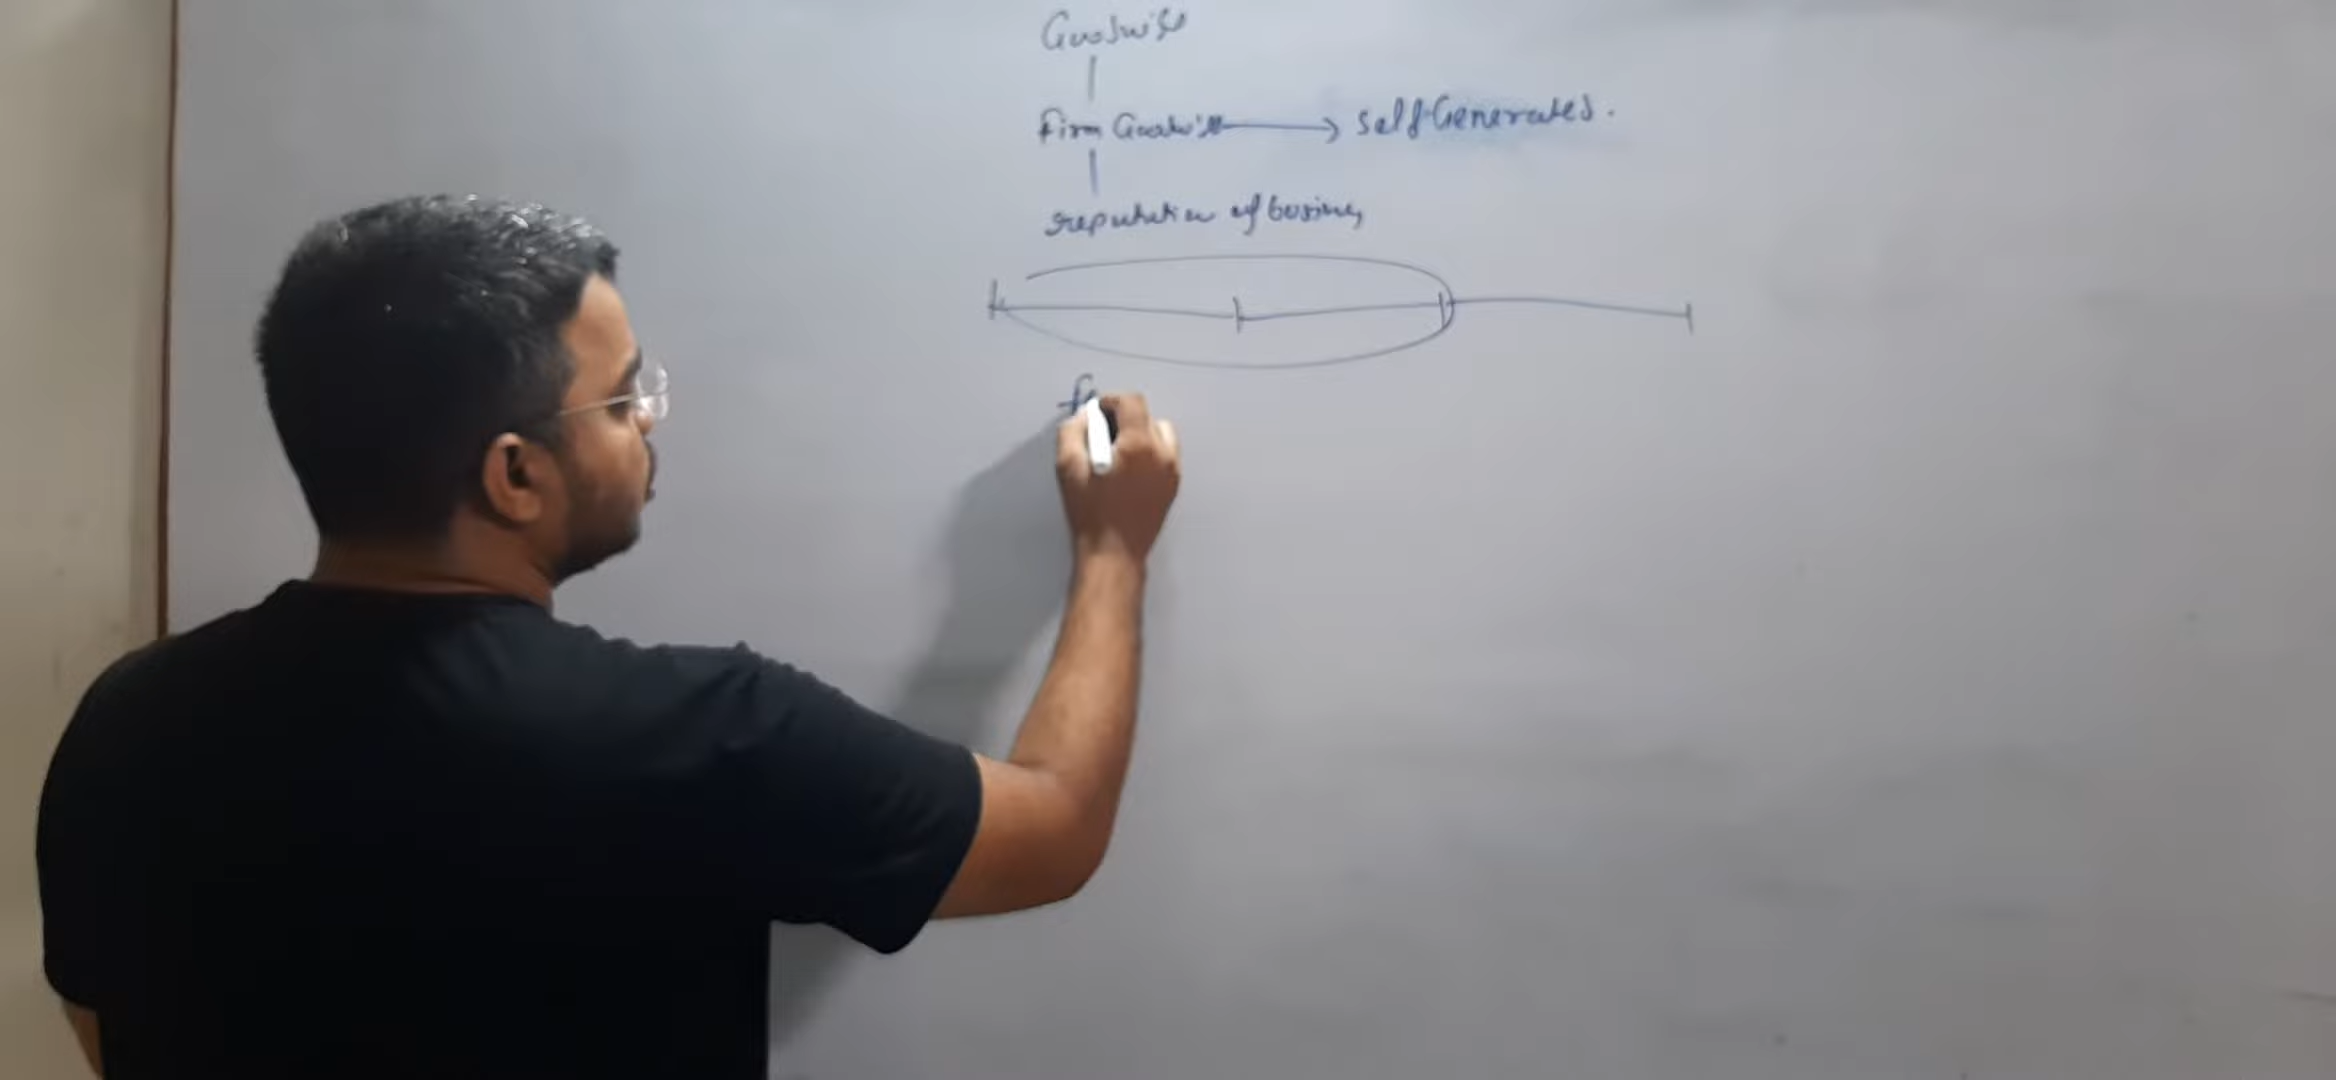 Goodwill
firm Goodwill → self Generated.
reputation of business
f